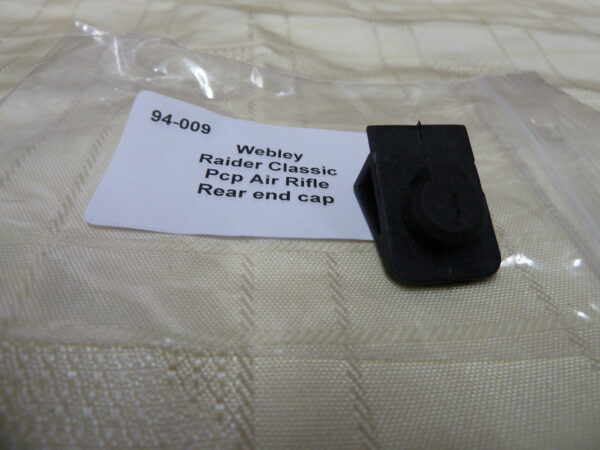 94-009
Webley
Raider Classic
Pcp Air Rifle
Rear end cap